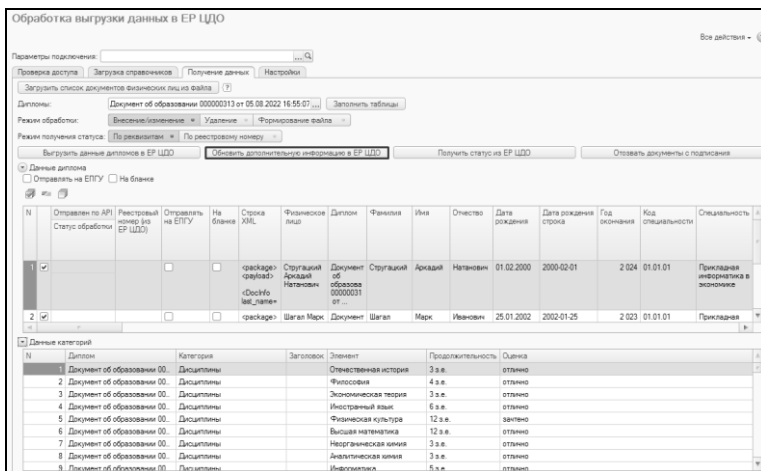 Обработка выгрузки данных в ЕР ЦДО
Все действия
Параметры подключения:
Проверка доступа Загрузка справочников Получение данных Настройки
Загрузить список документов физических лиц из файла ?
Дипломы: Документ об образовании 000000313 от 05.08.2022 16:55:07 ... Заполнить таблицы
Режим обработки: Внесение/изменение Удаление Формирование файла
Режим получения статуса: По реквизитам По реестровому номеру
Выгрузить данные дипломов в ЕР ЦДО Обновить дополнительную информацию в ЕР ЦДО Получить статус из ЕР ЦДО Отозвать документы с подписания
Данные диплома
Отправлять на ЕПГУ На бланке
N Отправлен по API Реестровый Отправлять На Строка Физическое Диплом Фамилия Имя Отчество Дата Дата рождения Год Код Специальность
Статус обработки номер (из на ЕПГУ бланке XML лицо рождения строка окончания специальности
ЕР ЦДО)
1 <package> Стругацкий Документ Стругацкий Аркадий Натанович 01.02.2000 2000-02-01 2 024 01.01.01 Прикладная
<payload> Аркадий об информатика в
Натанович образова экономике
<DocInfo 00000031
last_name= от ...
2 <package> Шагал Марк Документ Шагал Марк Иванович 25.01.2002 2002-01-25 2 023 01.01.01 Прикладная
Данные категорий
N Диплом Категория Заголовок Элемент Продолжительность Оценка
1 Документ об образовании 00... Дисциплины Отечественная история 3 з.е. отлично
2 Документ об образовании 00... Дисциплины Философия 4 з.е. отлично
3 Документ об образовании 00... Дисциплины Экономическая теория 3 з.е. отлично
4 Документ об образовании 00... Дисциплины Иностранный язык 6 з.е. отлично
5 Документ об образовании 00... Дисциплины Физическая культура 12 з.е. зачтено
6 Документ об образовании 00... Дисциплины Высшая математика 12 з.е. отлично
7 Документ об образовании 00... Дисциплины Неорганическая химия 3 з.е. отлично
8 Документ об образовании 00... Дисциплины Аналитическая химия 3 з.е. отлично
9 Документ об образовании 00... Дисциплины Информатика 5 з.е. отлично